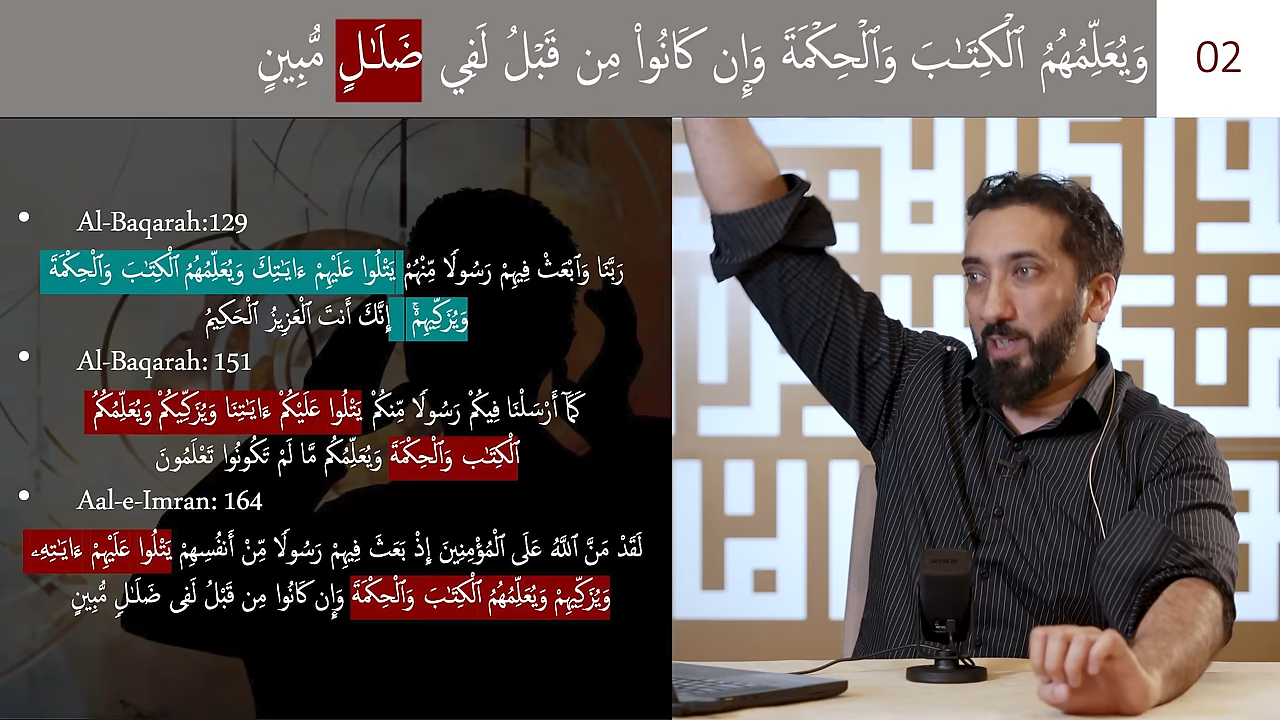 وَيُعَلِّمُهُمُ ٱلْكِتَـٰبَ وَٱلْحِكْمَةَ وَإِن كَانُوا۟ مِن قَبْلُ لَفِي ضَلَـٰلٍ مُّبِينٍ
02
• Al-Baqarah:129
رَبَّنَا وَٱبْعَثْ فِيهِمْ رَسُولًا مِّنْهُمْ يَتْلُوا عَلَيْهِمْ ءَايَـٰتِكَ وَيُعَلِّمُهُمُ ٱلْكِتَـٰبَ وَٱلْحِكْمَةَ
وَيُزَكِّيهِمْ ۚ إِنَّكَ أَنتَ ٱلْعَزِيزُ ٱلْحَكِيمُ
• Al-Baqarah: 151
كَمَآ أَرْسَلْنَا فِيكُمْ رَسُولًا مِّنكُمْ يَتْلُوا عَلَيْكُمْ ءَايَـٰتِنَا وَيُزَكِّيكُمْ وَيُعَلِّمُكُمُ
ٱلْكِتَـٰبَ وَٱلْحِكْمَةَ وَيُعَلِّمُكُم مَّا لَمْ تَكُونُوا تَعْلَمُونَ
• Aal-e-Imran: 164
لَقَدْ مَنَّ ٱللَّهُ عَلَى ٱلْمُؤْمِنِينَ إِذْ بَعَثَ فِيهِمْ رَسُولًا مِّنْ أَنفُسِهِمْ يَتْلُوا عَلَيْهِمْ ءَايَـٰتِهِۦ
وَيُزَكِّيهِمْ وَيُعَلِّمُهُمُ ٱلْكِتَـٰبَ وَٱلْحِكْمَةَ وَإِن كَانُوا مِن قَبْلُ لَفِى ضَلَـٰلٍ مُّبِينٍ